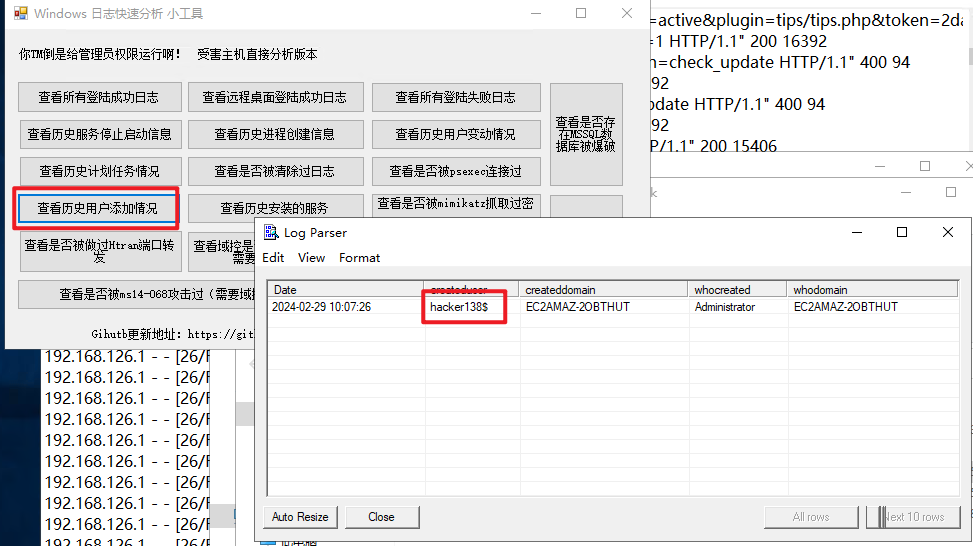 Windows 日志快速分析 小工具
你TM倒是给管理员权限运行啊！ 受害主机直接分析版本
查看所有登陆成功日志
查看远程桌面登陆成功日志
查看所有登陆失败日志
查看是否存
在MSSQL数
据库被爆破
查看历史服务停止启动信息
查看历史进程创建信息
查看历史用户变动情况
查看历史计划任务情况
查看是否被清除过日志
查看是否被psexec连接过
查看历史用户添加情况
查看历史安装的服务
查看是否被mimikatz抓取过密
查看是否被做过Htran端口转
发
查看域控是
需要
查看是否被ms14-068攻击过（需要域
Gihutb更新地址: https://git
=active&plugin=tips/tips.php&token=2da
=1 HTTP/1.1" 200 16392
n=check_update HTTP/1.1" 400 94
92
pdate HTTP/1.1" 400 94
92
/1.1" 200 15406
k
Log Parser
Edit View Format
Date createduser createddomain whocreated whodomain
2024-02-29 10:07:26 hacker138$ EC2AMAZ-2OBTHUT Administrator EC2AMAZ-2OBTHUT
Auto Resize Close All rows Next 10 rows
192.168.126.1 - - [26/F
192.168.126.1 - - [26/F
192.168.126.1 - - [26/F
192.168.126.1 - - [26/F
192.168.126.1 - - [26/F
192.168.126.1 - - [26/F
192.168.126.1 - - [26/F
192.168.126.1 - - [26/F
192.168.126.1 - - [26/F
192.168.126.1 - - [26/F